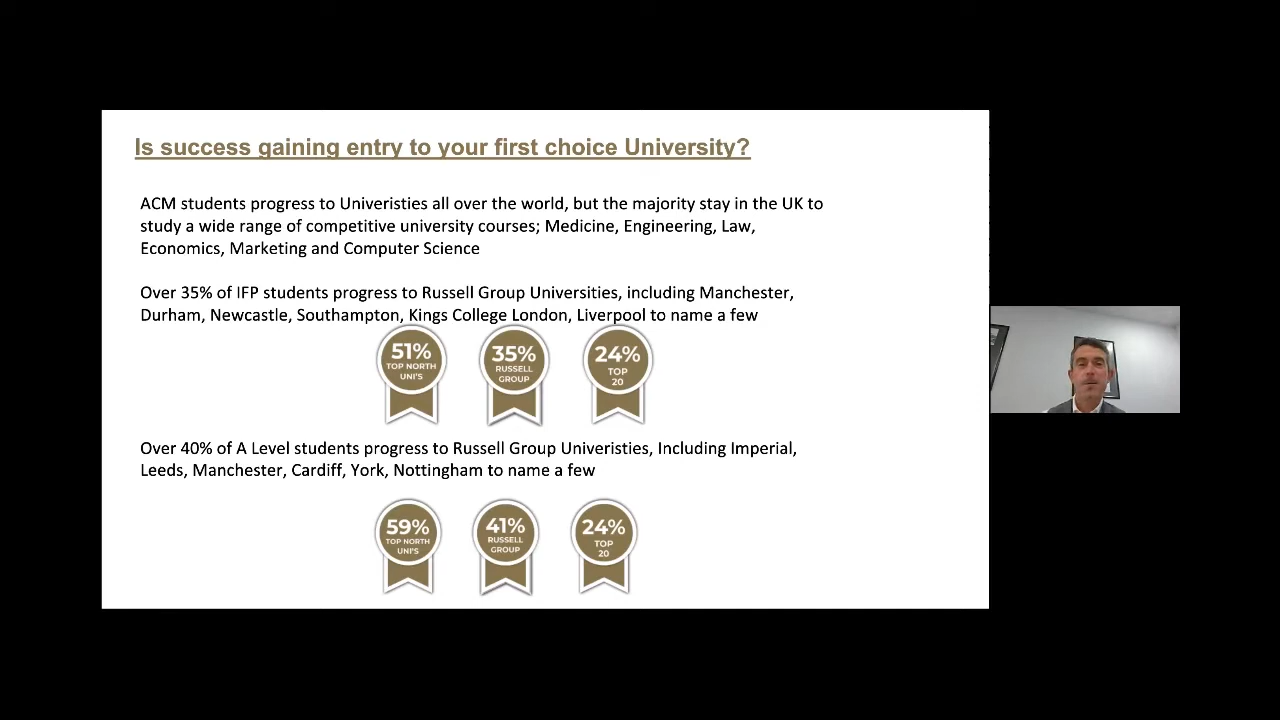 Is success gaining entry to your first choice University?
ACM students progress to Univeristies all over the world, but the majority stay in the UK to
study a wide range of competitive university courses; Medicine, Engineering, Law,
Economics, Marketing and Computer Science
Over 35% of IFP students progress to Russell Group Universities, including Manchester,
Durham, Newcastle, Southampton, Kings College London, Liverpool to name a few
51%
TOP NORTH
UNI'S
35%
RUSSELL
GROUP
24%
TOP
20
Over 40% of A Level students progress to Russell Group Univeristies, Including Imperial,
Leeds, Manchester, Cardiff, York, Nottingham to name a few
59%
TOP NORTH
UNI'S
41%
RUSSELL
GROUP
24%
TOP
20